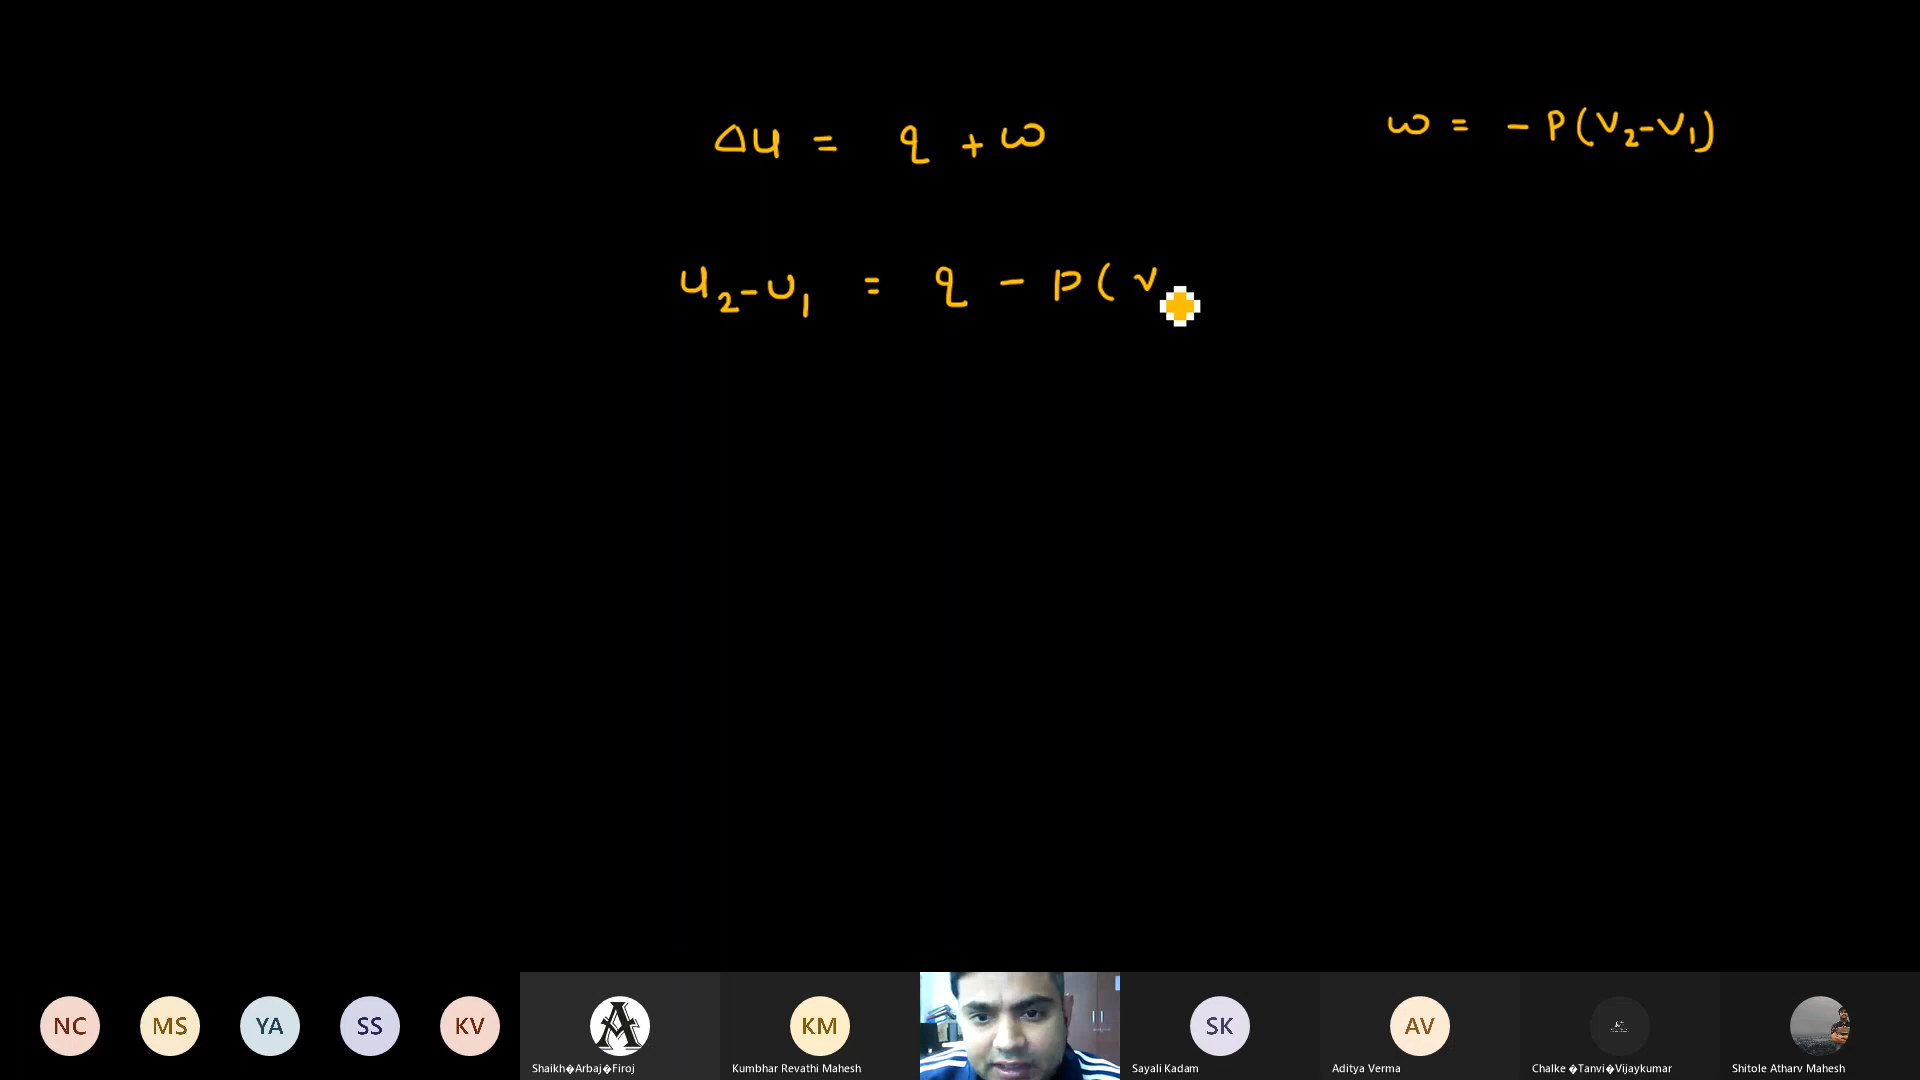 Δu = q + w
w = - P(V₂-V₁)
u₂-u₁ = q - P(V
NC
MS
YA
SS
KV
KM
SK
AV
Shaikh�Arbaj�Firoj
Kumbhar Revathi Mahesh
Sayali Kadam
Aditya Verma
Chalke �Tanvi�Vijaykumar
Shitole Atharv Mahesh